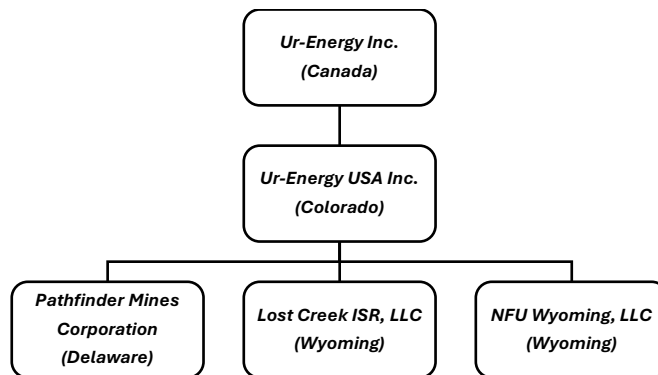 Ur-Energy Inc.
(Canada)
Ur-Energy USA Inc.
(Colorado)
Pathfinder Mines
Corporation
(Delaware)
Lost Creek ISR, LLC
(Wyoming)
NFU Wyoming, LLC
(Wyoming)